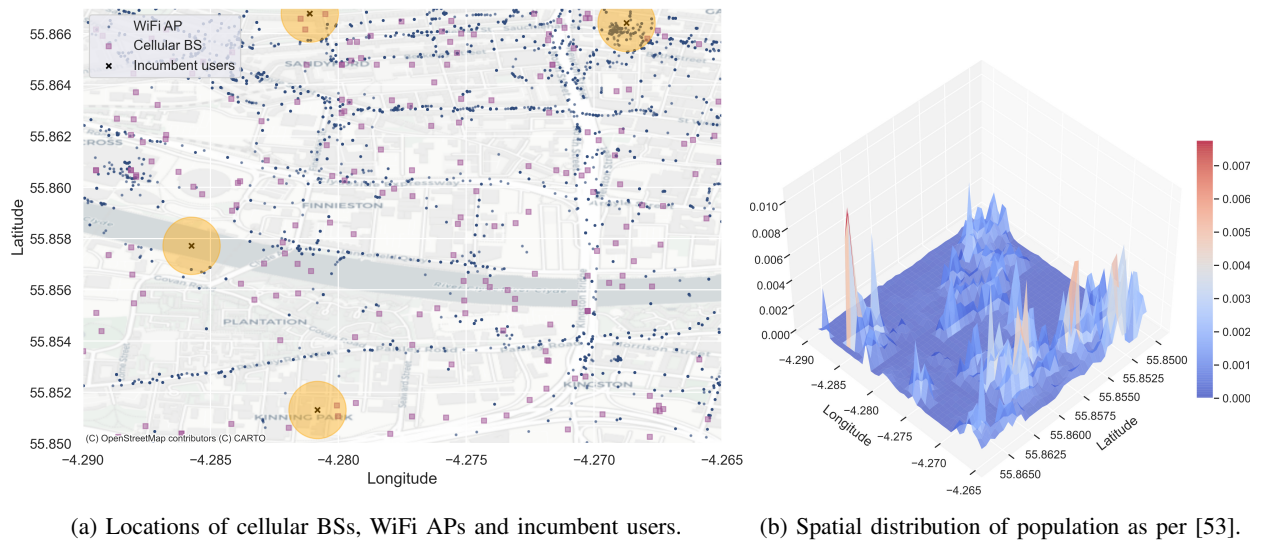 55.866
55.864
55.862
55.860
55.858
55.856
55.854
55.852
55.850
Latitude
WiFi AP
Cellular BS
Incumbent users
SANDYFORD
CROSS
FINNIESTON
PLANTATION
KINNING PARK
KINGSTON
(C) OpenStreetMap contributors (C) CARTO
−4.290
−4.285
−4.280
−4.275
−4.270
−4.265
Longitude
0.010
0.008
0.006
0.004
0.002
0.000
−4.290
−4.285
−4.280
−4.275
−4.270
−4.265
Longitude
55.8500
55.8525
55.8550
55.8575
55.8600
55.8625
55.8650
Latitude
0.007
0.006
0.005
0.004
0.003
0.002
0.001
0.000
(a) Locations of cellular BSs, WiFi APs and incumbent users.
(b) Spatial distribution of population as per [53].